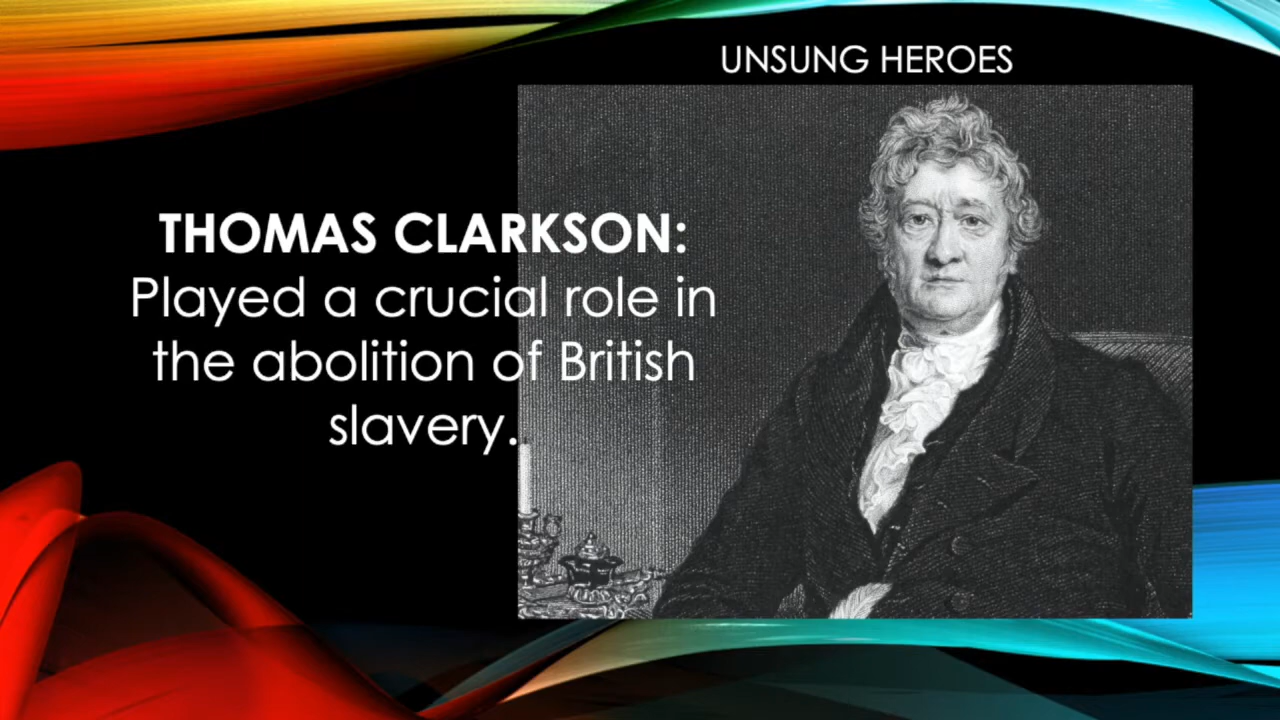 UNSUNG HEROES
THOMAS CLARKSON:
Played a crucial role in
the abolition of British
slavery.